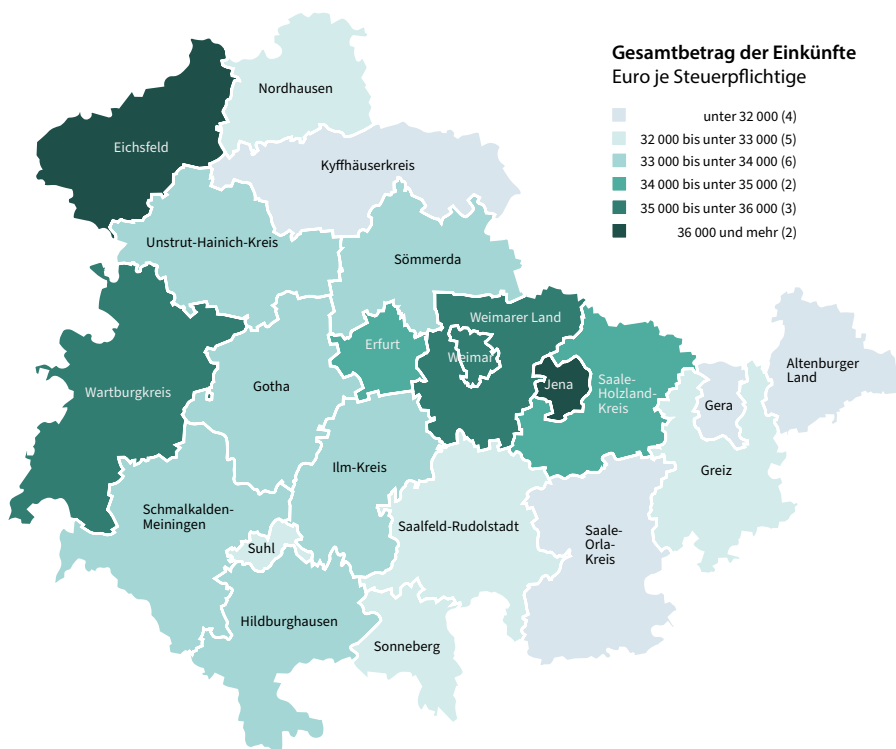 Gesamtbetrag der Einkünfte
Euro je Steuerpflichtige
unter 32 000 (4)
32 000 bis unter 33 000 (5)
33 000 bis unter 34 000 (6)
34 000 bis unter 35 000 (2)
35 000 bis unter 36 000 (3)
36 000 und mehr (2)
Nordhausen
Eichsfeld
Kyffhäuserkreis
Unstrut-Hainich-Kreis
Sömmerda
Weimarer Land
Erfurt
Weimar
Wartburgkreis
Gotha
Jena
Saale-
Holzland-
Kreis
Gera
Altenburger
Land
Ilm-Kreis
Greiz
Schmalkalden-
Meiningen
Suhl
Saalfeld-Rudolstadt
Saale-
Orla-
Kreis
Hildburghausen
Sonneberg